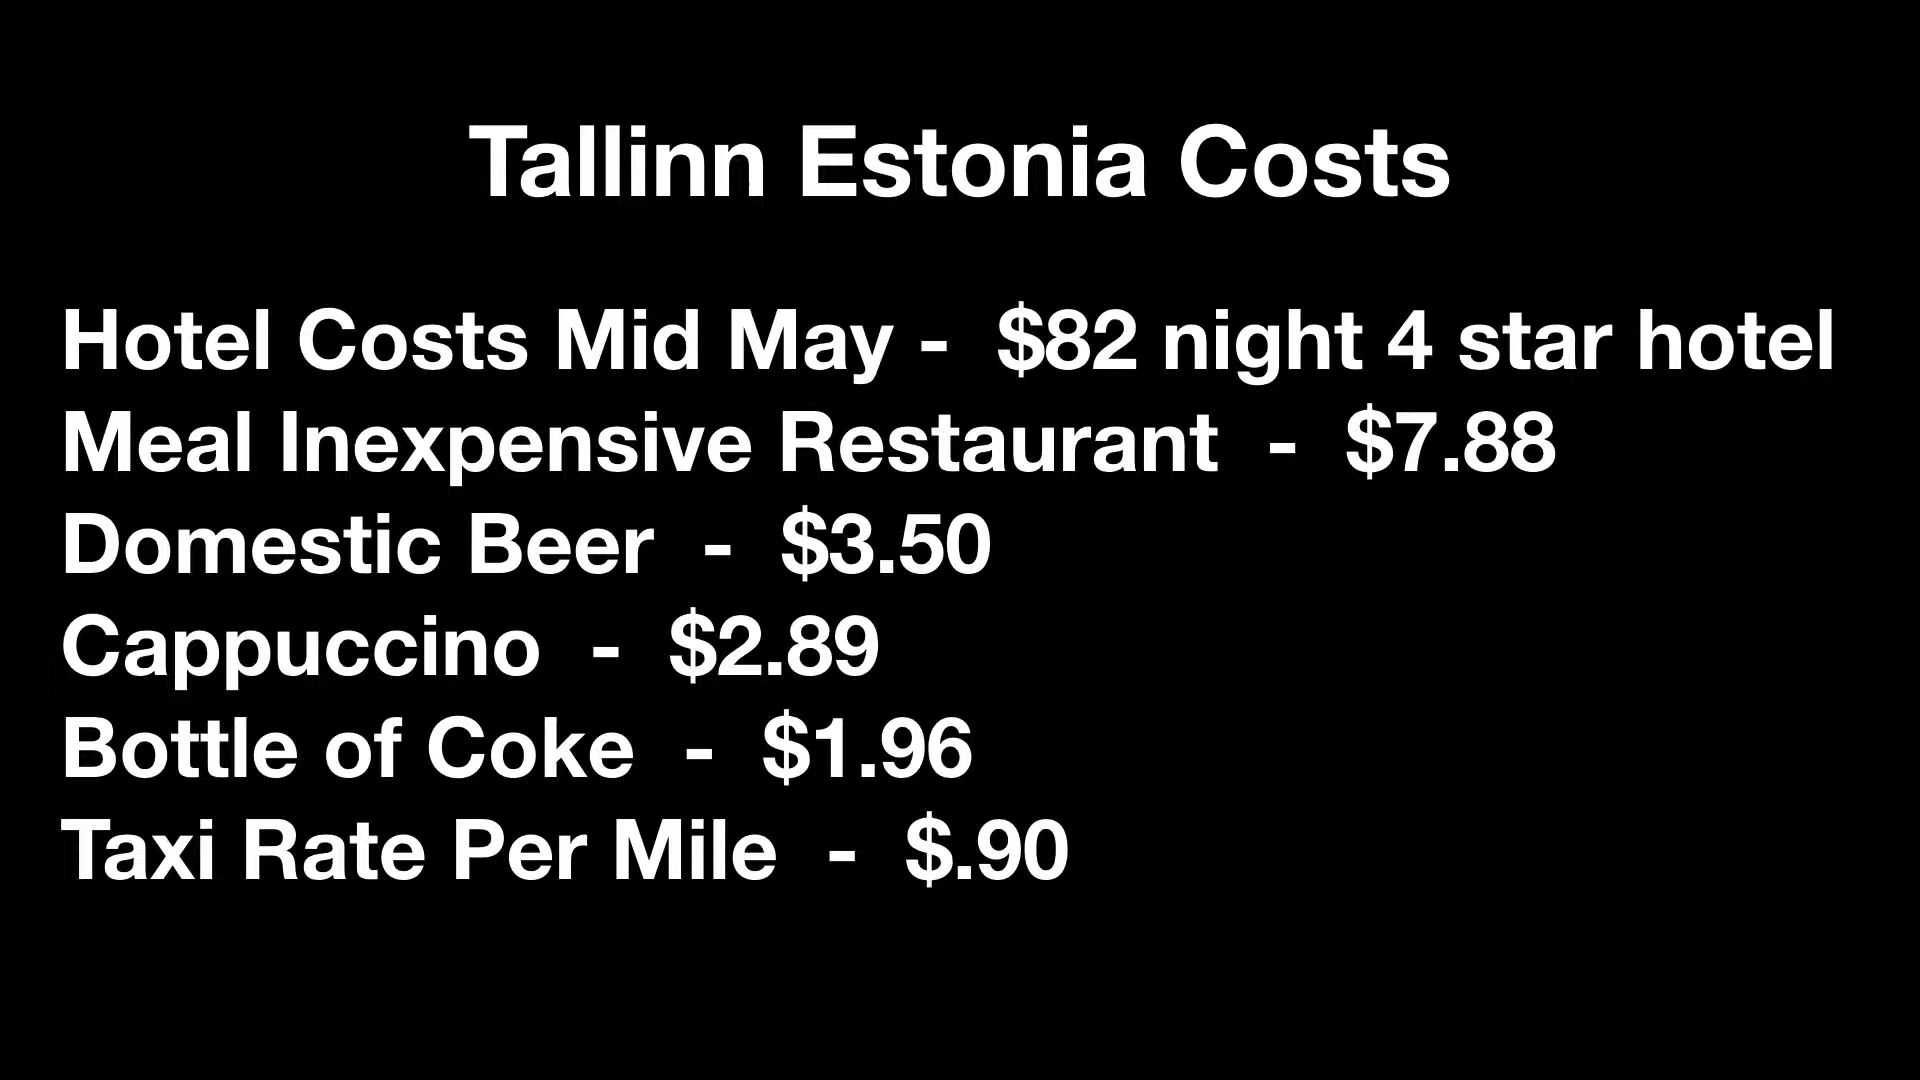 Tallinn Estonia Costs
Hotel Costs Mid May - $82 night 4 star hotel
Meal Inexpensive Restaurant - $7.88
Domestic Beer - $3.50
Cappuccino - $2.89
Bottle of Coke - $1.96
Taxi Rate Per Mile - $.90